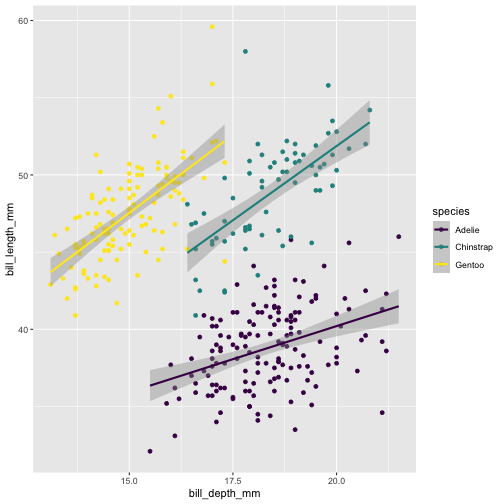 60
50
40
bill_length_mm
15.0
17.5
20.0
bill_depth_mm
species
Adelie
Chinstrap
Gentoo